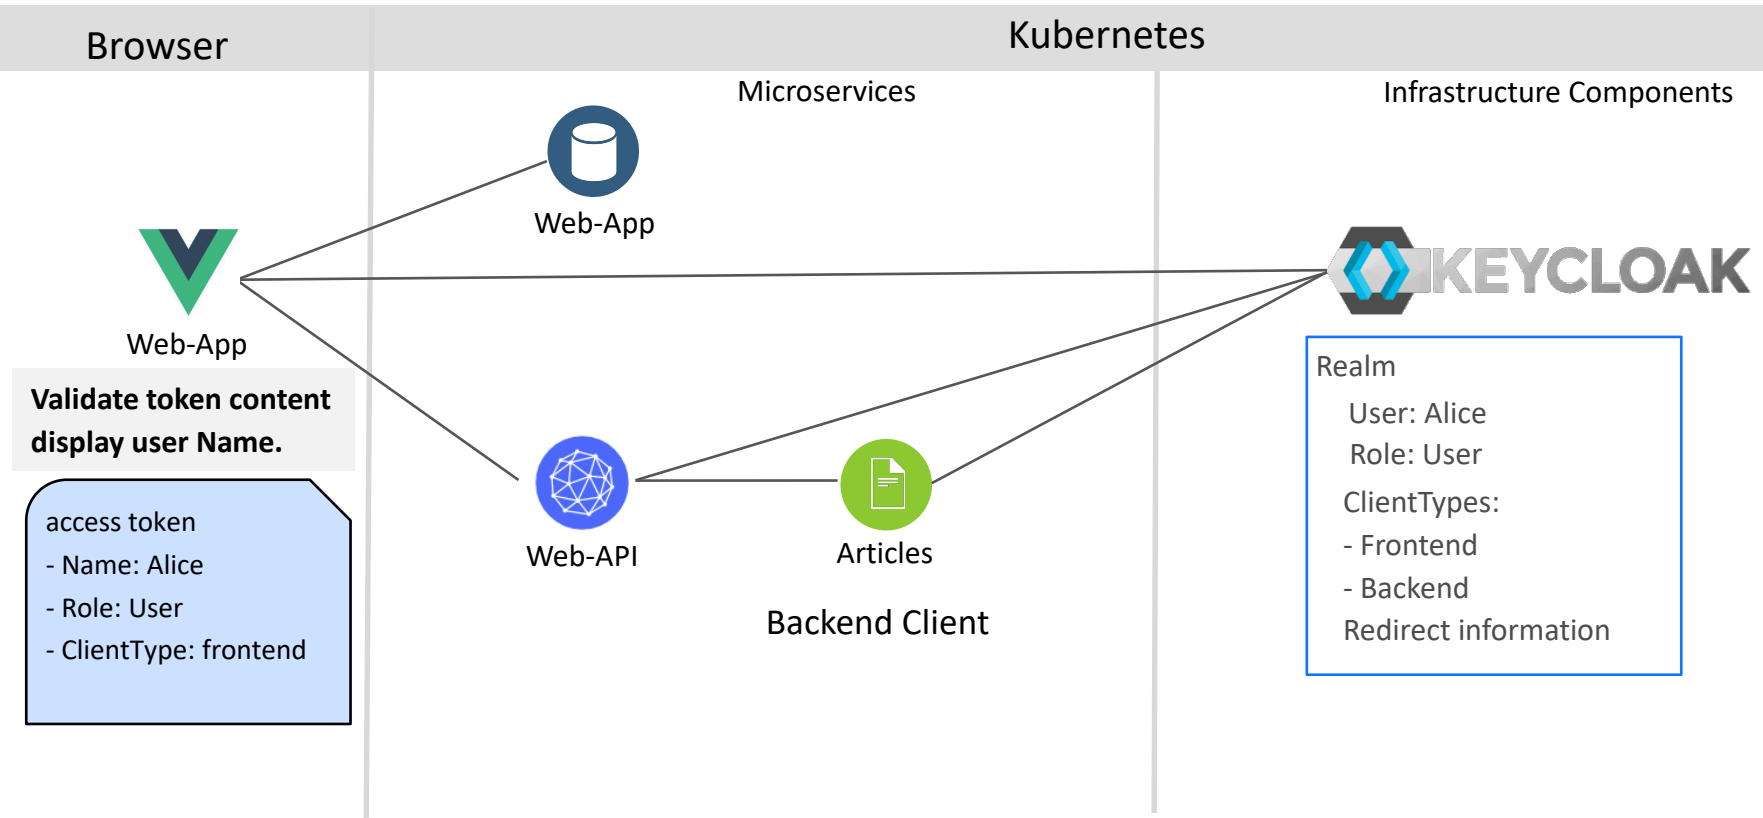 Browser
Kubernetes
Microservices
Infrastructure Components
Web-App
KEYCLOAK
Web-App
Validate token content
display user Name.
access token
- Name: Alice
- Role: User
- ClientType: frontend
Web-API
Articles
Backend Client
Realm
User: Alice
Role: User
ClientTypes:
- Frontend
- Backend
Redirect information